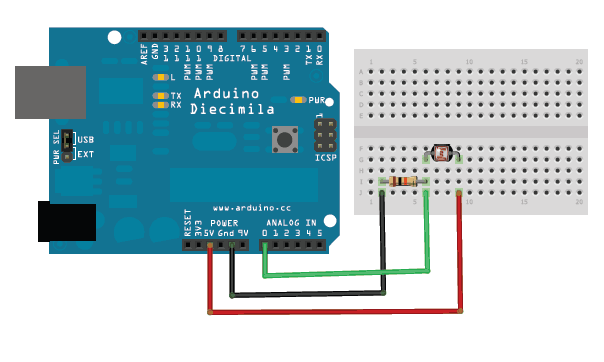 AREF
GND
13
12
11
10
9
8
7
6
5
4
3
2
1
0
TX
RX
PWM
PWM
PWM
PWM
PWM
PWM
DIGITAL
L
TX
RX
Arduino
Diecimila
PWR
1
ICSP
PWR SEL
USB
EXT
www.arduino.cc
RESET
3V3
5V
Gnd
9V
POWER
ANALOG IN
0 1 2 3 4 5
1 5 10 15 20
A
B
C
D
E
F
G
H
I
J
1 5 10 15 20